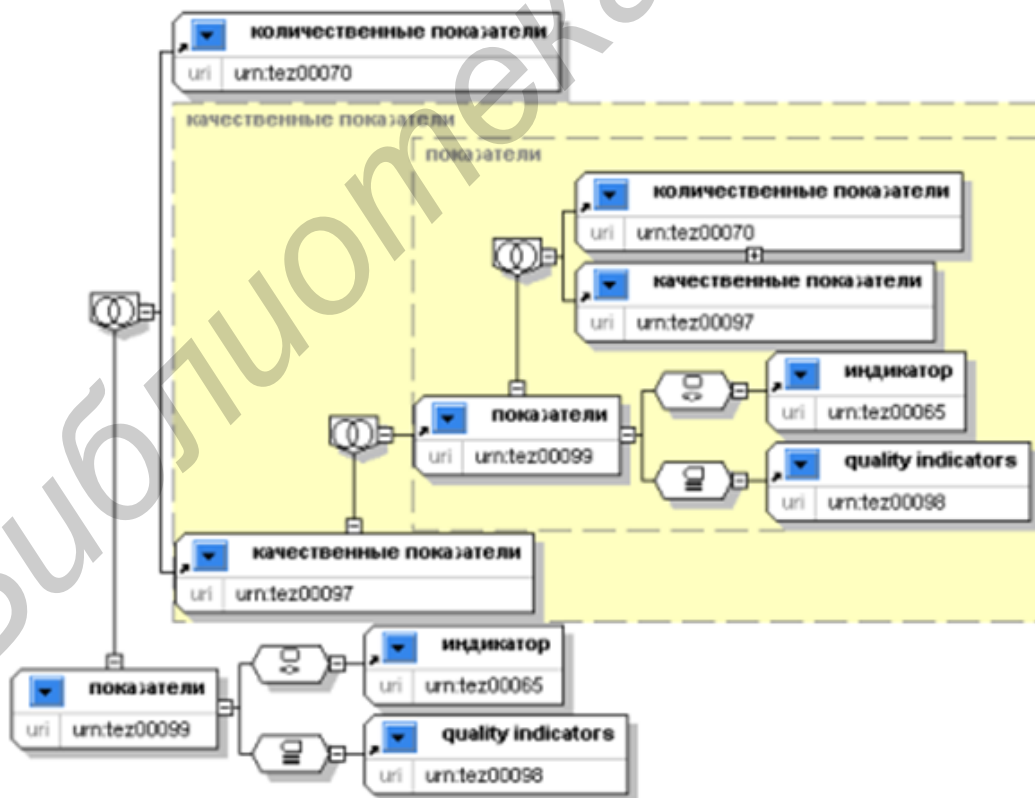 количественные показатели
uri urn:tez00070
качественные показатели
показатели
количественные показатели
uri urn:tez00070
качественные показатели
uri urn:tez00097
индикатор
uri urn:tez00065
показатели
uri urn:tez00099
quality indicators
uri urn:tez00098
качественные показатели
uri urn:tez00097
индикатор
uri urn:tez00065
показатели
uri urn:tez00099
quality indicators
uri urn:tez00098
Библиотека